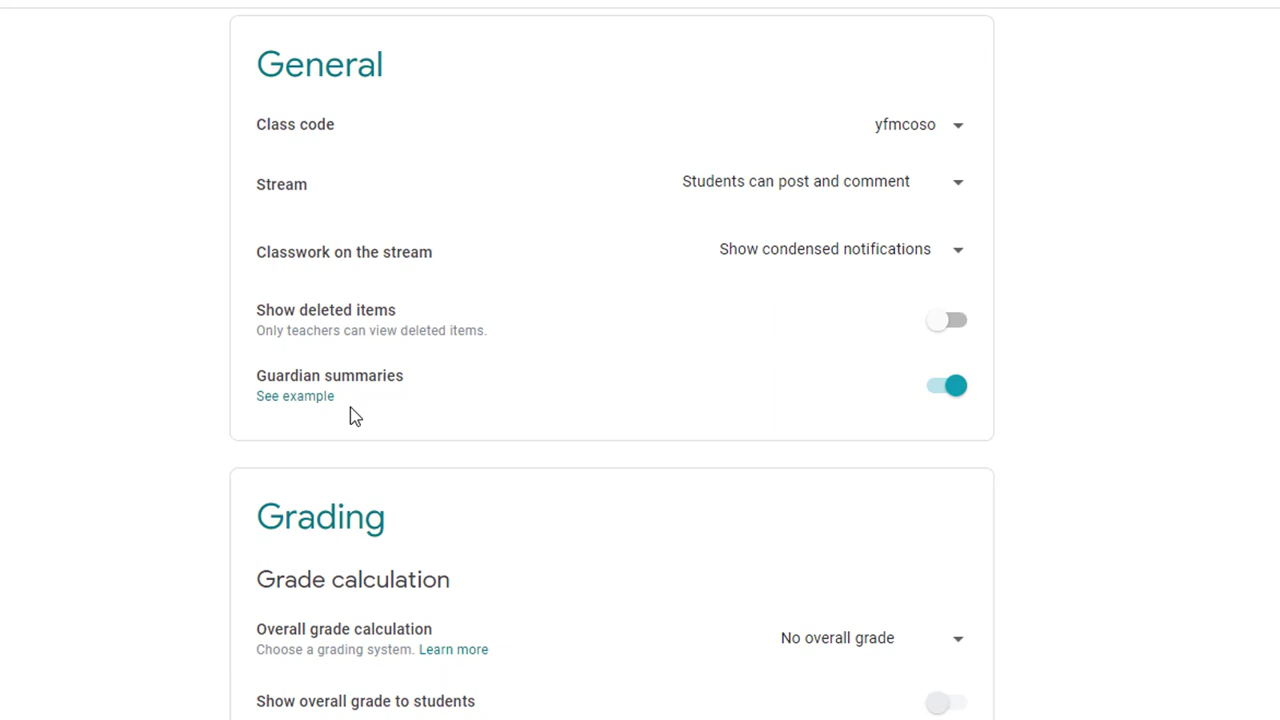 General
Class code
yfmcoso
Stream
Students can post and comment
Classwork on the stream
Show condensed notifications
Show deleted items
Only teachers can view deleted items.
Guardian summaries
See example
Grading
Grade calculation
Overall grade calculation
No overall grade
Choose a grading system. Learn more
Show overall grade to students